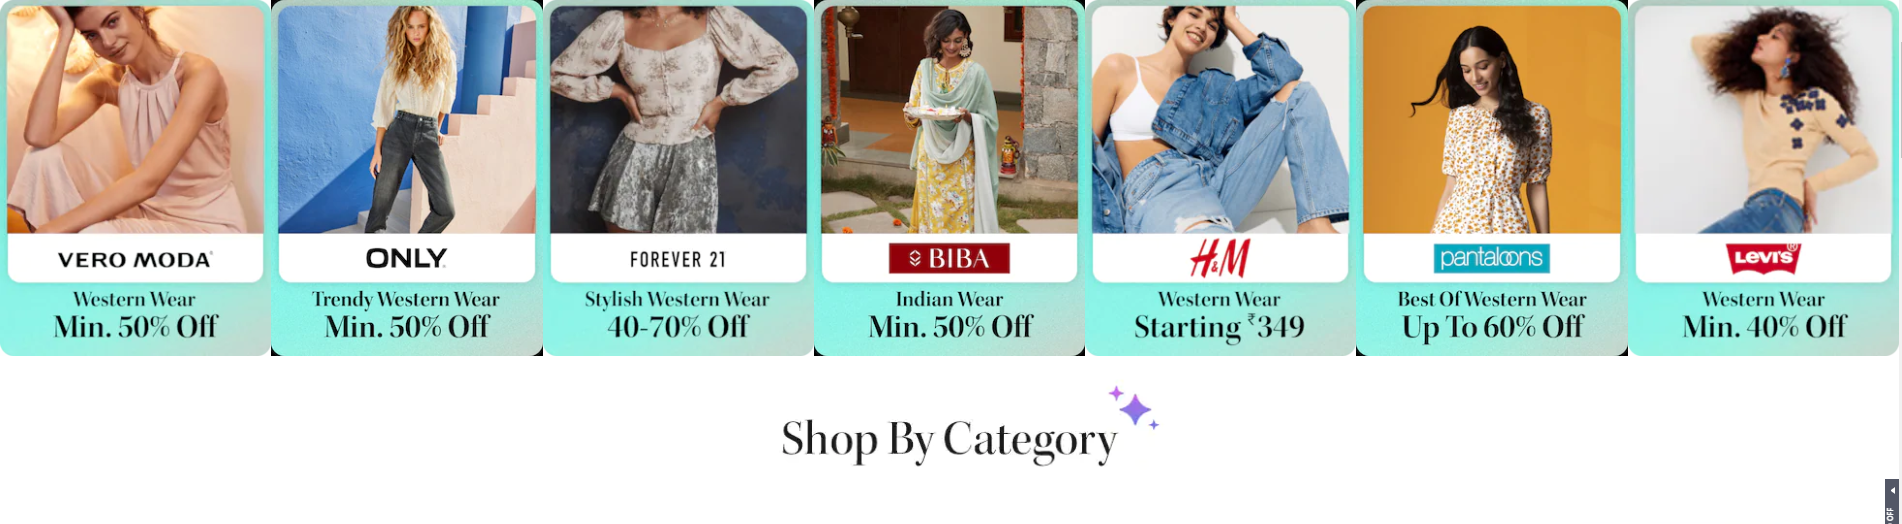 VERO MODA
Western Wear
Min. 50% Off
ONLY
Trendy Western Wear
Min. 50% Off
FOREVER 21
Stylish Western Wear
40-70% Off
BIBA
Indian Wear
Min. 50% Off
H&M
Western Wear
Starting ₹349
pantaloons
Best Of Western Wear
Up To 60% Off
LEVI'S®
Western Wear
Min. 40% Off
Shop By Category
OFF